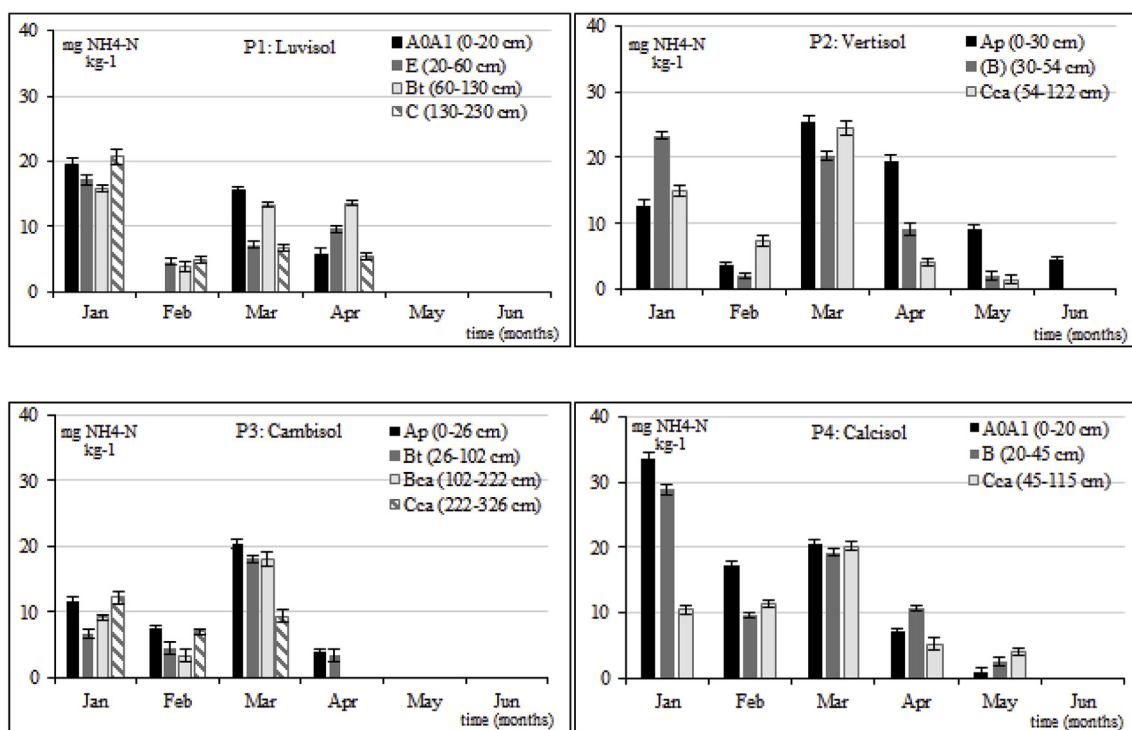 40
mg NH4-N
kg-1
P1: Luvisol
A0A1 (0-20 cm)
E (20-60 cm)
Bt (60-130 cm)
C (130-230 cm)
30
20
10
0
Jan Feb Mar Apr May Jun
time (months)
40
mg NH4-N
kg-1
P2: Vertisol
Ap (0-30 cm)
(B) (30-54 cm)
Cca (54-122 cm)
30
20
10
0
Jan Feb Mar Apr May Jun
time (months)
40
mg NH4-N
kg-1
P3: Cambisol
Ap (0-26 cm)
Bt (26-102 cm)
Bca (102-222 cm)
Cca (222-326 cm)
30
20
10
0
Jan Feb Mar Apr May Jun
time (months)
40
mg NH4-N
kg-1
P4: Calcisol
A0A1 (0-20 cm)
B (20-45 cm)
Cca (45-115 cm)
30
20
10
0
Jan Feb Mar Apr May Jun
time (months)